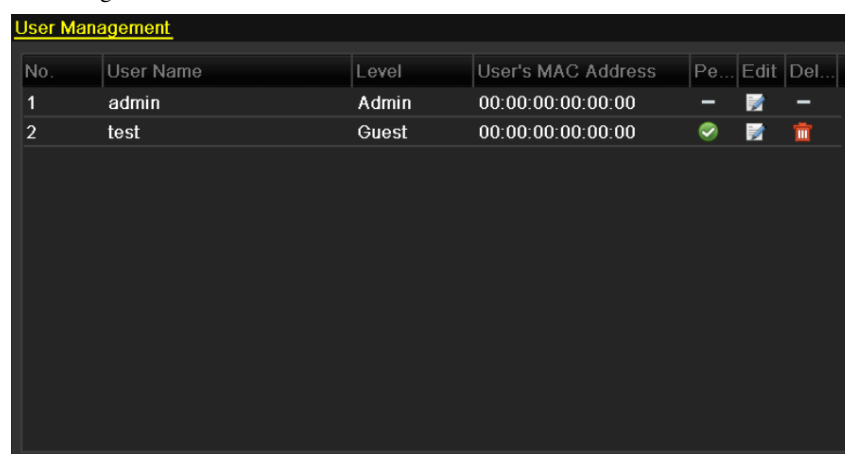 User Management
No. User Name Level User's MAC Address Pe... Edit Del...
1 admin Admin 00:00:00:00:00:00 –
2 test Guest 00:00:00:00:00:00